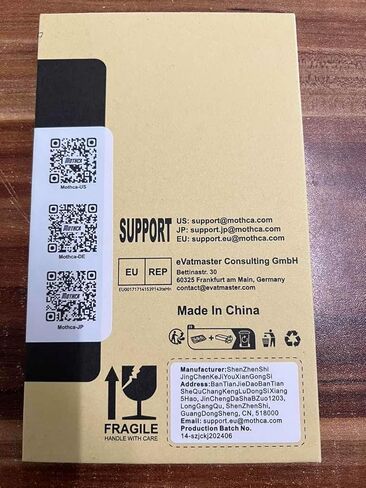 MOTHCA
Mothca-US
MOTHCA
Mothca-DE
MOTHCA
Mothca-JP
SUPPORT
US: support@mothca.com
JP: support.jp@mothca.com
EU: support.eu@mothca.com
EU REP
eVatmaster Consulting GmbH
Bettinastr. 30
60325 Frankfurt am Main, Germany
contact@evatmaster.com
Made In China
FRAGILE
HANDLE WITH CARE
Manufacturer:ShenZhenShi
JingChenKeJiYouXianGongSi
Address:BanTianJieDaoBanTian
SheQuChangKengLuDongSiXiang
5Hao, JinChengDaShaBZuo1203,
LongGangQu, ShenZhenShi,
GuangDongSheng, CN, 518000
Email: support.eu@mothca.com
Production Batch No.
14-szjckj202406